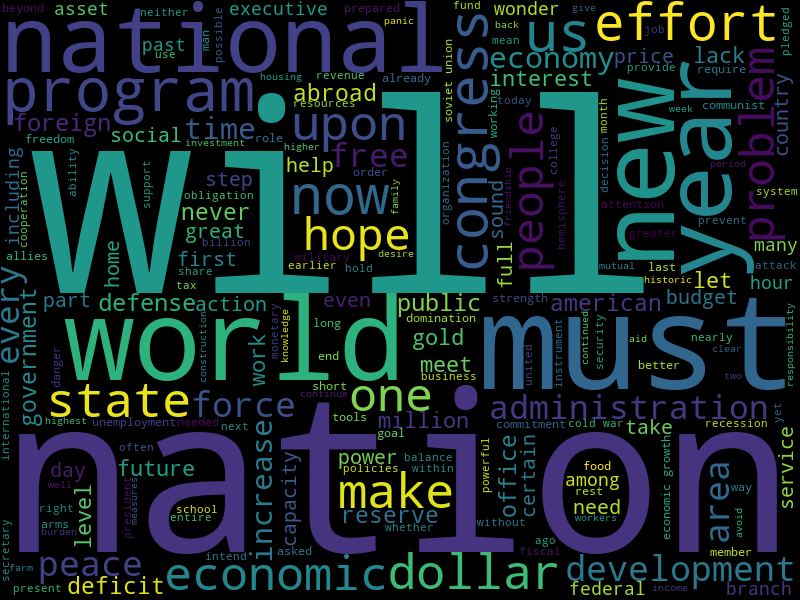 beyond
neither
asset
executive
prepared
fund
wonder
give
effort
national
past
use
man
possible
panic
back
mean
us
job
pledged
program
housing
revenue
already
soviet union
economy
price
lack
provide
require
abroad
resources
congress
interest
working
today
month
week
communist
country
foreign
social
time
role
investment
higher
upon
free
new
year
problem
freedom
ability
support
step
help
order
college
decision
people
period
system
including
cooperation
obligation
now
family
organization
sound
friendship
hemisphere
attention
greater
prevent
many
never
great
billion
hope
military
desire
allies
home
first
share
tax
earlier
hold
full
mutual
last
historic
let
attack
hour
will
every
part
defense
action
even
public
strength
american
budget
government
world
construction
monetary
knowledge
long
domination
gold
instrument
continued
security
aid
nearly
clear
responsibility
must
danger
work
end
meet
united
better
two
international
state
force
short
continue
one
business
tools
administration
yet
highest
unemployment
needed
next
million
goal
commitment
cold war
take
recession
often
increase
capacity
power
balance
policies
within
powerful
office
certain
food
among
rest
need
economic growth
area
way
avoid
service
day
well
future
level
president
measures
make
right
arms
burden
school
entire
reserve
whether
without
workers
nation
secretary
farm
peace
intend
asked
ago
fiscal
member
present
deficit
economic
dollar
development
federal
income
branch